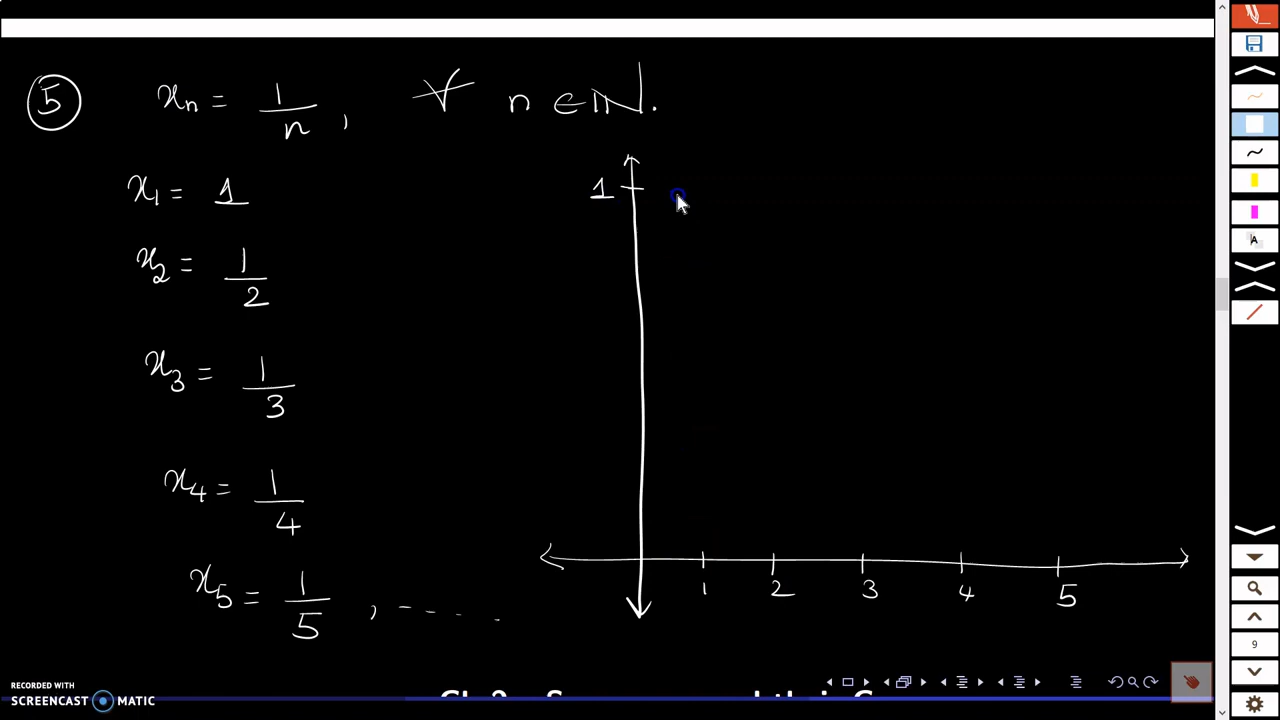 5 xₙ = 1/n, ∀ n ∈ ℕ.
x₁ = 1
1
x₂ = 1/2
x₃ = 1/3
x₄ = 1/4
x₅ = 1/5 , - - - - -
1 2 3 4 5
9
RECORDED WITH
SCREENCAST MATIC